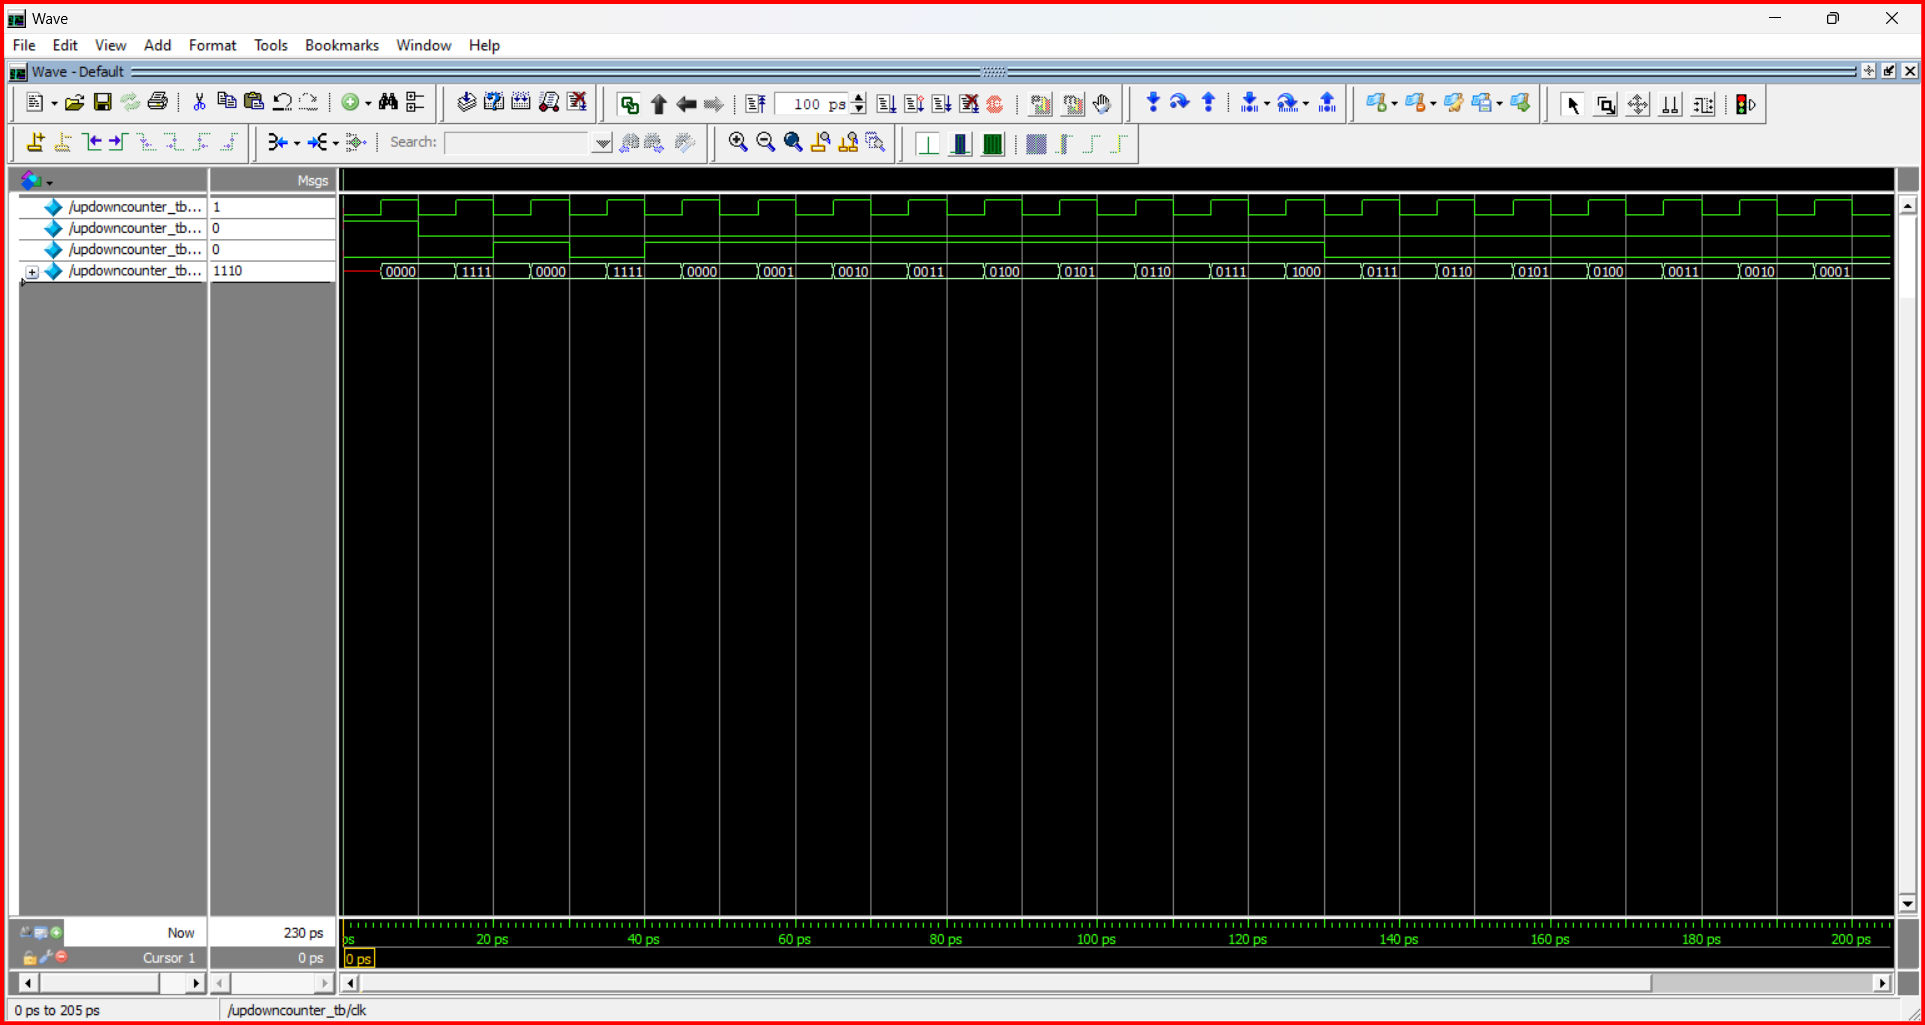 Wave
File Edit View Add Format Tools Bookmarks Window Help
Wave - Default
100 ps
Search:
Msgs
/updowncounter_tb... 1
/updowncounter_tb... 0
/updowncounter_tb... 0
/updowncounter_tb... 1110 0000 1111 0000 1111 0000 0001 0010 0011 0100 0101 0110 0111 1000 0111 0110 0101 0100 0011 0010 0001
Now 230 ps ps 20 ps 40 ps 60 ps 80 ps 100 ps 120 ps 140 ps 160 ps 180 ps 200 ps
Cursor 1 0 ps 0 ps
0 ps to 205 ps /updowncounter_tb/clk